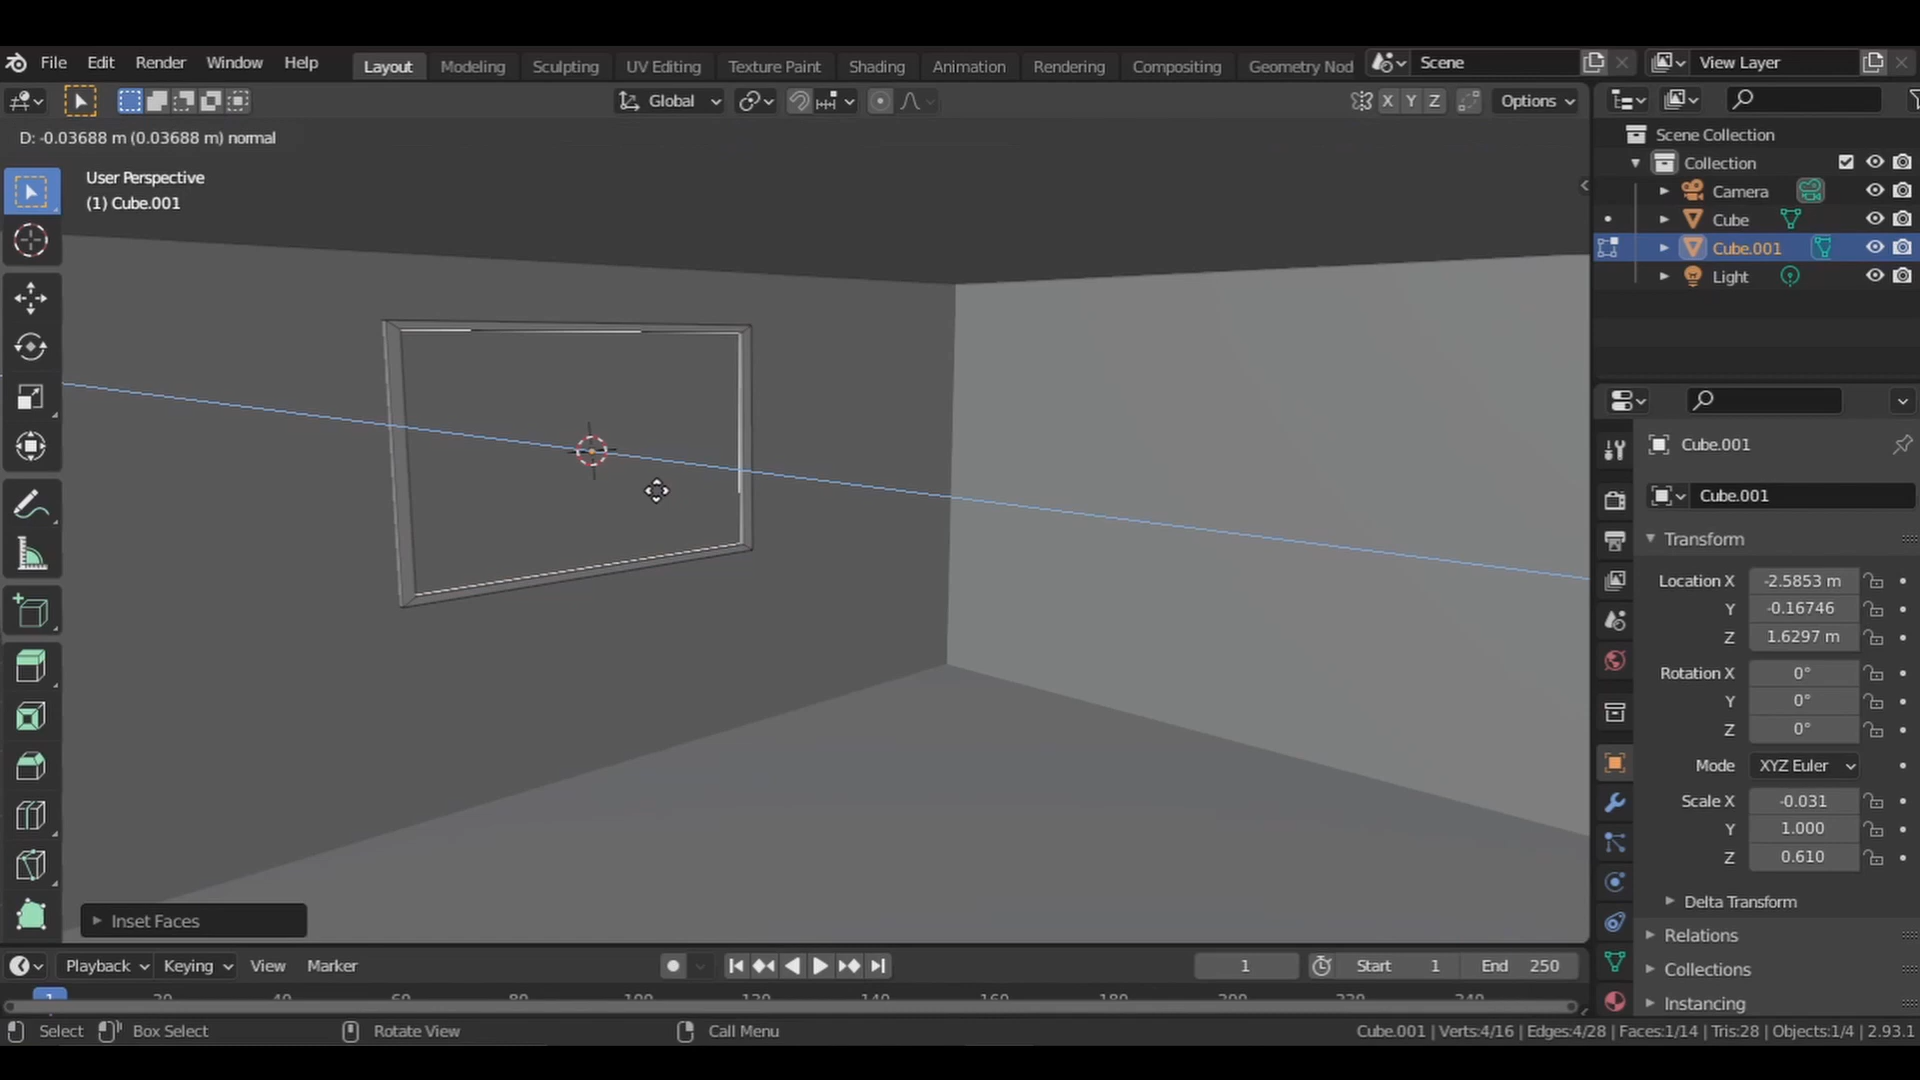 File Edit Render Window Help Layout Modeling Sculpting UV Editing Texture Paint Shading Animation Rendering Compositing Geometry Nod Scene View Layer
Global X Y Z Options
D: -0.03688 m (0.03688 m) normal
User Perspective
(1) Cube.001
Scene Collection
Collection
Camera
Cube
Cube.001
Light
Cube.001
Cube.001
Transform
Location X -2.5853 m
Y -0.16746
Z 1.6297 m
Rotation X 0°
Y 0°
Z 0°
Mode XYZ Euler
Scale X -0.031
Y 1.000
Z 0.610
Delta Transform
Relations
Collections
Instancing
Inset Faces
Playback Keying View Marker 1 Start 1 End 250
1 20 40 60 80 100 120 140 160 180 200 220 240
Select Box Select Rotate View Call Menu Cube.001 | Verts:4/16 | Edges:4/28 | Faces:1/14 | Tris:28 | Objects:1/4 | 2.93.1